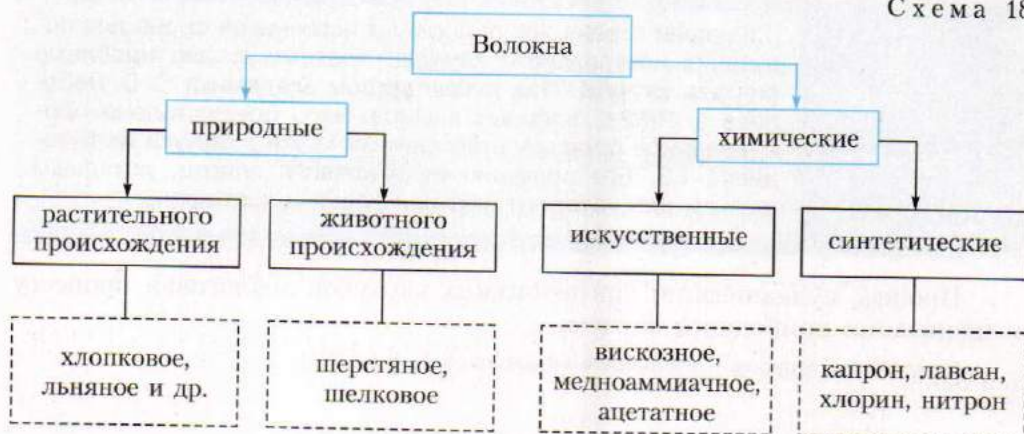 Схема 18
Волокна
природные
химические
растительного
происхождения
животного
происхождения
искусственные
синтетические
хлопковое,
льняное и др.
шерстяное,
шелковое
вискозное,
медноаммиачное,
ацетатное
капрон, лавсан,
хлорин, нитрон